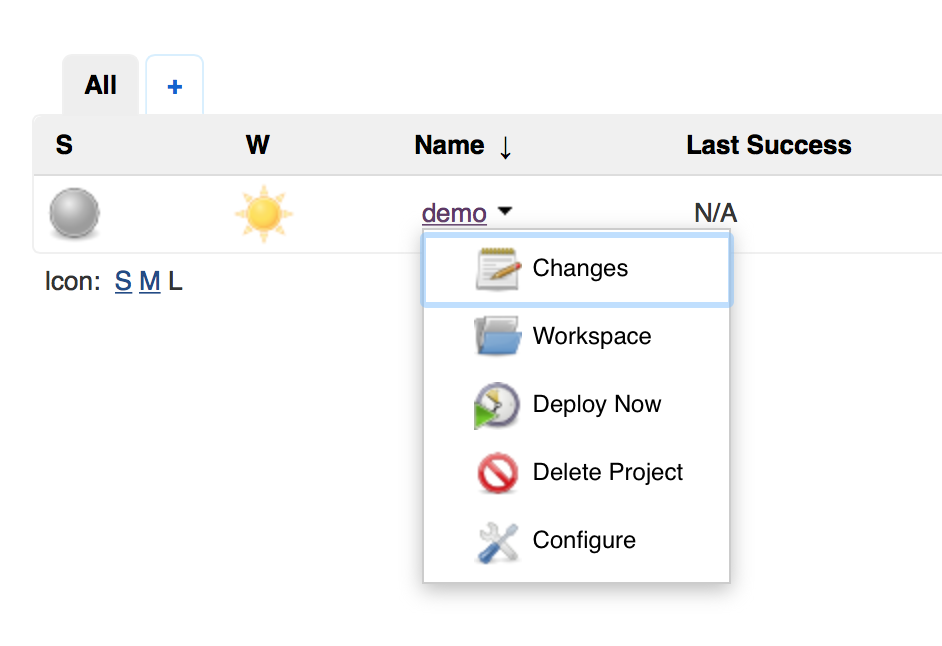 All +
S W Name ↓ Last Success
demo N/A
Icon: S M L
Changes
Workspace
Deploy Now
Delete Project
Configure